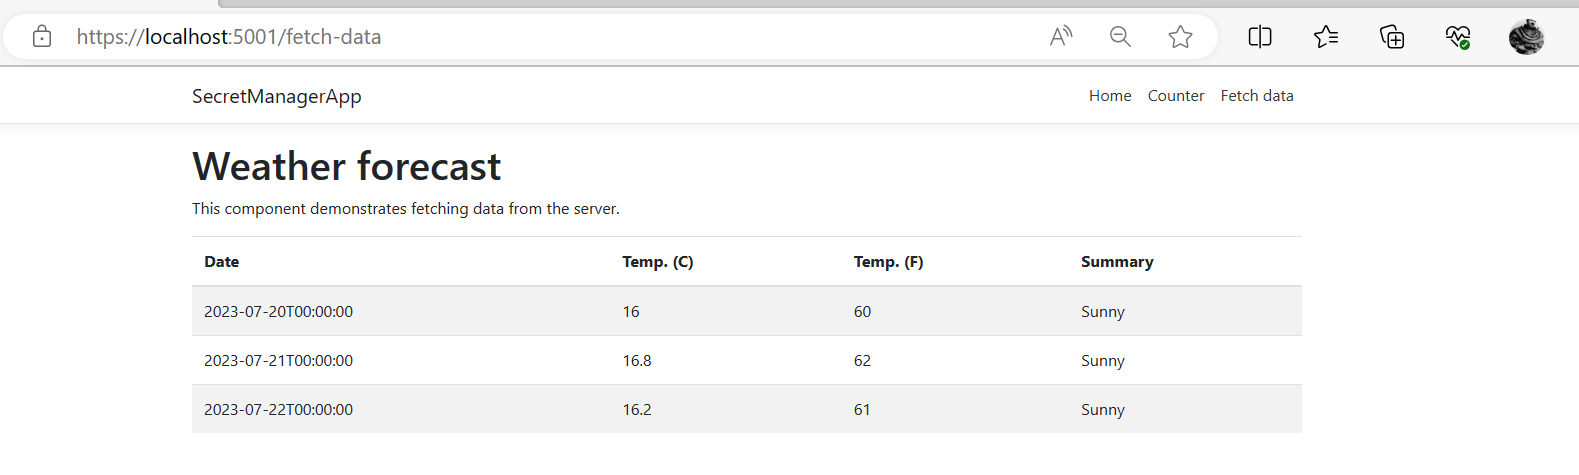 https://localhost:5001/fetch-data
SecretManagerApp Home Counter Fetch data
Weather forecast
This component demonstrates fetching data from the server.
Date Temp. (C) Temp. (F) Summary
2023-07-20T00:00:00 16 60 Sunny
2023-07-21T00:00:00 16.8 62 Sunny
2023-07-22T00:00:00 16.2 61 Sunny